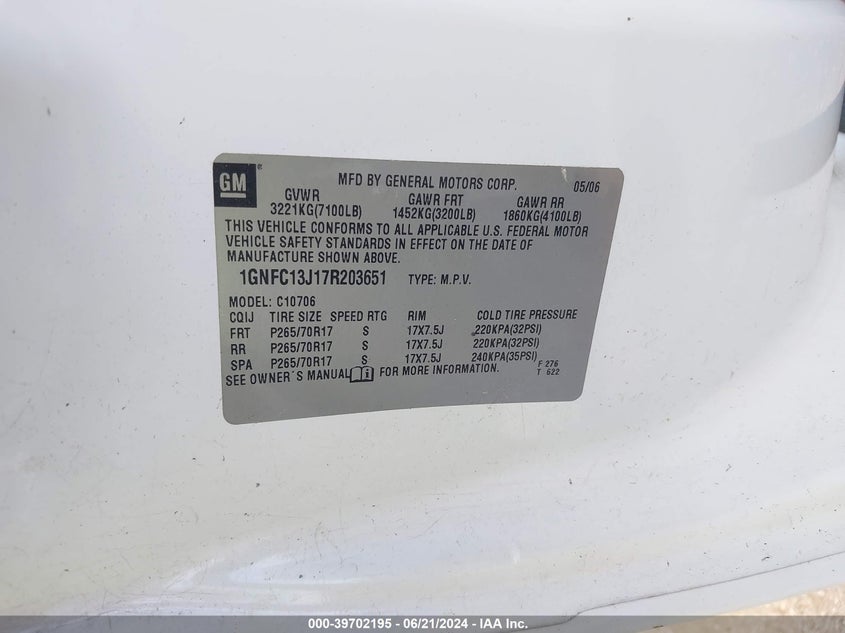 GM
MFD BY GENERAL MOTORS CORP. 05/06
GVWR GAWR FRT GAWR RR
3221KG(7100LB) 1452KG(3200LB) 1860KG(4100LB)
THIS VEHICLE CONFORMS TO ALL APPLICABLE U.S. FEDERAL MOTOR
VEHICLE SAFETY STANDARDS IN EFFECT ON THE DATE OF
MANUFACTURE SHOWN ABOVE.
1GNFC13J17R203651 TYPE: M.P.V.
MODEL: C10706
CQIJ TIRE SIZE SPEED RTG RIM COLD TIRE PRESSURE
FRT P265/70R17 S 17X7.5J 220KPA(32PSI)
RR P265/70R17 S 17X7.5J 220KPA(32PSI)
SPA P265/70R17 S 17X7.5J 240KPA(35PSI)
SEE OWNER'S MANUAL i FOR MORE INFORMATION.
F 276
T 622
000-39702195 - 06/21/2024 - IAA Inc.